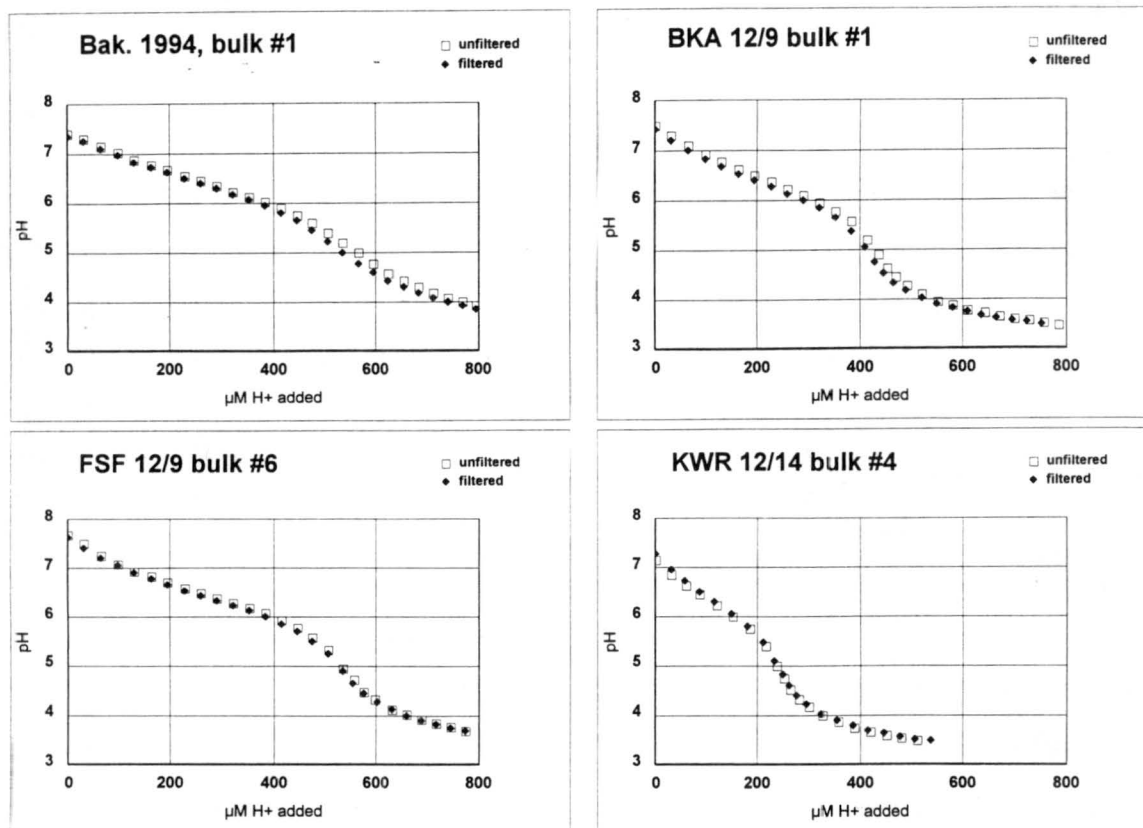 Bak. 1994, bulk #1
unfiltered
filtered
8
7
6
5
4
3
pH
0 200 400 600 800
µM H+ added
BKA 12/9 bulk #1
unfiltered
filtered
8
7
6
5
4
3
pH
0 200 400 600 800
µM H+ added
FSF 12/9 bulk #6
unfiltered
filtered
8
7
6
5
4
3
pH
0 200 400 600 800
µM H+ added
KWR 12/14 bulk #4
unfiltered
filtered
8
7
6
5
4
3
pH
0 200 400 600 800
µM H+ added